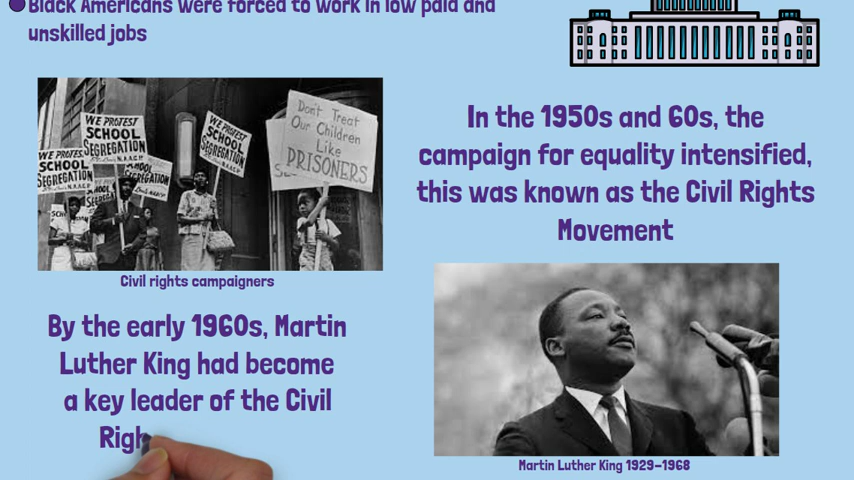 Black Americans were forced to work in low paid and
unskilled jobs
WE PROTEST
SCHOOL
SEGREGATION
WE PROTEST
SCHOOL
SEGREGATION
WE PROTEST
SCHOOL
SEGREGATION
Don't Treat
Our Children
Like
PRISONERS
Civil rights campaigners
In the 1950s and 60s, the
campaign for equality intensified,
this was known as the Civil Rights
Movement
By the early 1960s, Martin
Luther King had become
a key leader of the Civil
Righ
Martin Luther King 1929-1968